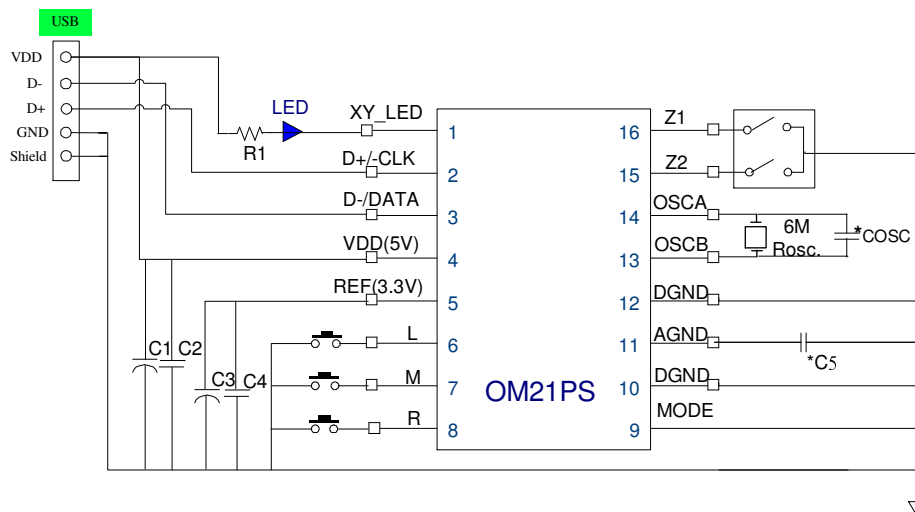 USB
VDD
D-
D+
GND
Shield
R1
LED
XY_LED
D+/-CLK
D-/DATA
VDD(5V)
REF(3.3V)
L
M
R
C1
C2
C3
C4
1
2
3
4
5
6
7
8
OM21PS
16
15
14
13
12
11
10
9
Z1
Z2
OSCA
OSCB
DGND
AGND
DGND
MODE
6M
Rosc.
*COSC
*C5